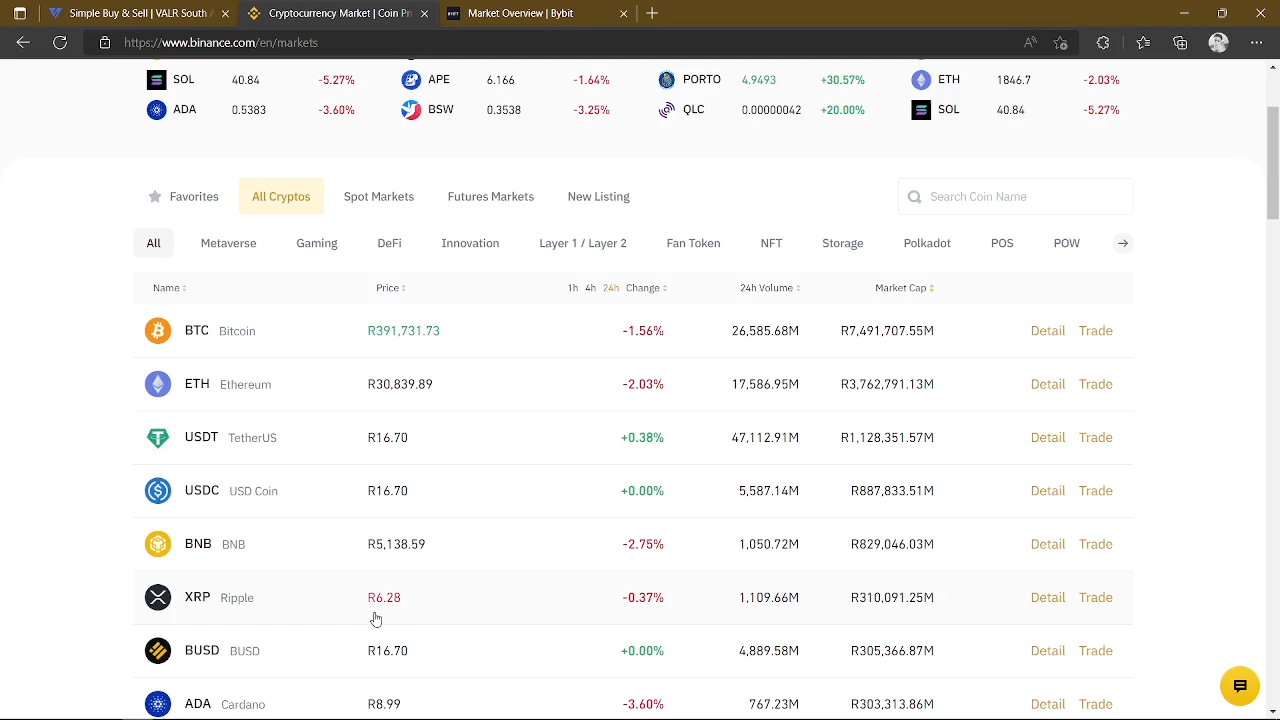 Simple Buy & Sell | VALR South A
Cryptocurrency Market | Coin Pri
BYBIT Market Overview | Bybit
https://www.binance.com/en/markets
SOL 40.84 -5.27% APE 6.166 -1.64% PORTO 4.9493 +30.57% ETH 1846.7 -2.03%
ADA 0.5383 -3.60% BSW 0.3538 -3.25% QLC 0.00000042 +20.00% SOL 40.84 -5.27%
Favorites All Cryptos Spot Markets Futures Markets New Listing Search Coin Name
All Metaverse Gaming DeFi Innovation Layer 1 / Layer 2 Fan Token NFT Storage Polkadot POS POW
Name Price 1h 4h 24h Change 24h Volume Market Cap
BTC Bitcoin R391,731.73 -1.56% 26,585.68M R7,491,707.55M Detail Trade
ETH Ethereum R30,839.89 -2.03% 17,586.95M R3,762,791.13M Detail Trade
USDT TetherUS R16.70 +0.38% 47,112.91M R1,128,351.57M Detail Trade
USDC USD Coin R16.70 +0.00% 5,587.14M R887,833.51M Detail Trade
BNB BNB R5,138.59 -2.75% 1,050.72M R829,046.03M Detail Trade
XRP Ripple R6.28 -0.37% 1,109.66M R310,091.25M Detail Trade
BUSD BUSD R16.70 +0.00% 4,889.58M R305,366.87M Detail Trade
ADA Cardano R8.99 -3.60% 767.23M R303,313.86M Detail Trade